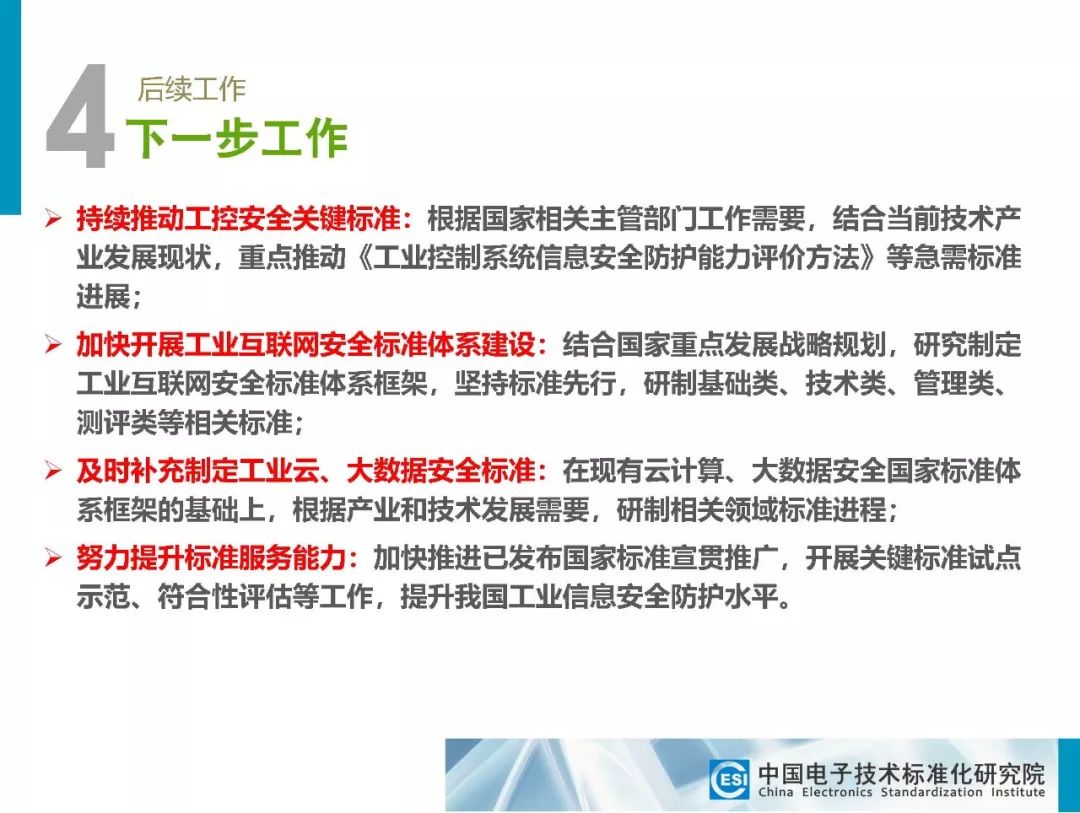 4
后续工作
下一步工作
持续推动工控安全关键标准：根据国家相关主管部门工作需要，结合当前技术产
业发展现状，重点推动《工业控制系统信息安全防护能力评价方法》等急需标准
进展；
加快开展工业互联网安全标准体系建设：结合国家重点发展战略规划，研究制定
工业互联网安全标准体系框架，坚持标准先行，研制基础类、技术类、管理类、
测评类等相关标准；
及时补充制定工业云、大数据安全标准：在现有云计算、大数据安全国家标准体
系框架的基础上，根据产业和技术发展需要，研制相关领域标准进程；
努力提升标准服务能力：加快推进已发布国家标准宣贯推广，开展关键标准试点
示范、符合性评估等工作，提升我国工业信息安全防护水平。
CESI
中国电子技术标准化研究院
China Electronics Standardization Institute